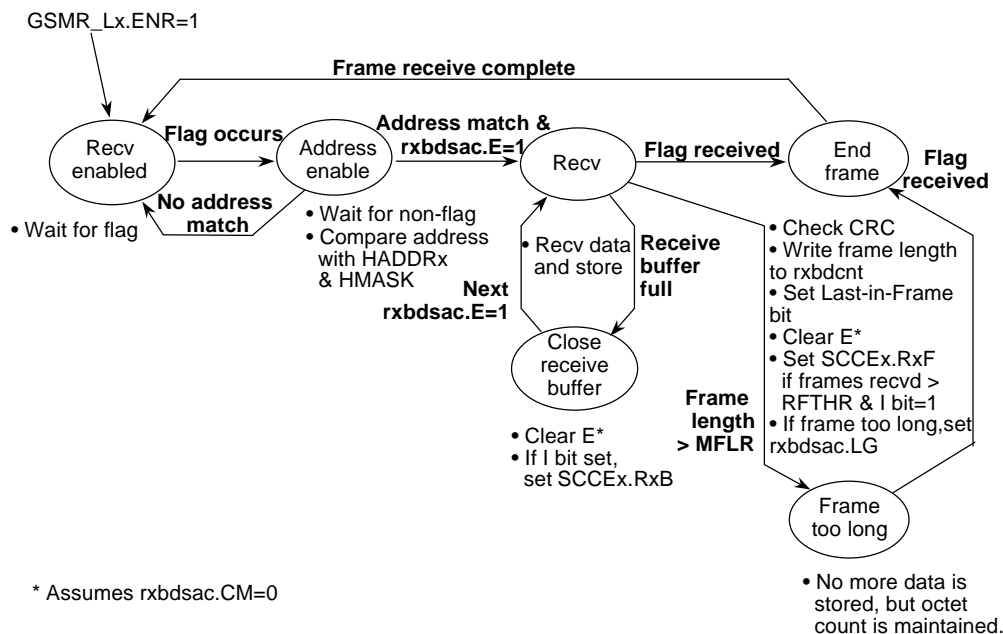 GSMR_Lx.ENR=1
Frame receive complete
Recv
enabled
Flag occurs
Address
enable
Address match &
rxbdsac.E=1
Recv
Flag received
End
frame
Flag
received
No address
match
• Wait for flag
• Wait for non-flag
• Compare address
with HADDRx
& HMASK
• Recv data
and store
Receive
buffer
full
Next
rxbdsac.E=1
Close
receive
buffer
• Clear E*
• If I bit set,
set SCCEx.RxB
• Check CRC
• Write frame length
to rxbdcnt
• Set Last-in-Frame
bit
• Clear E*
• Set SCCEx.RxF
if frames recvd >
RFTHR & I bit=1
• If frame too long,set
rxbdsac.LG
Frame
length
> MFLR
Frame
too long
• No more data is
stored, but octet
count is maintained.
* Assumes rxbdsac.CM=0